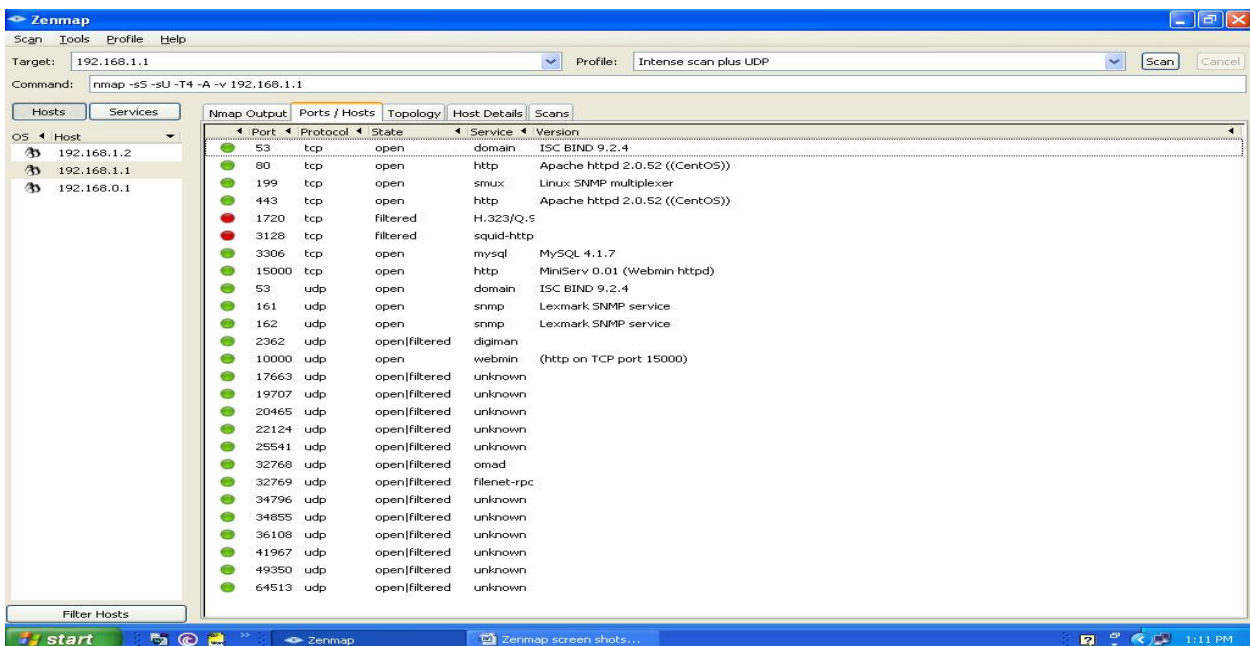 Zenmap
Scan Tools Profile Help
Target: 192.168.1.1 Profile: Intense scan plus UDP Scan Cancel
Command: nmap -sS -sU -T4 -A -v 192.168.1.1
Hosts Services Nmap Output Ports / Hosts Topology Host Details Scans
OS Host
192.168.1.2
192.168.1.1
192.168.0.1
Filter Hosts
Port Protocol State Service Version
53 tcp open domain ISC BIND 9.2.4
80 tcp open http Apache httpd 2.0.52 ((CentOS))
199 tcp open smux Linux SNMP multiplexer
443 tcp open http Apache httpd 2.0.52 ((CentOS))
1720 tcp filtered H.323/Q.9
3128 tcp filtered squid-http
3306 tcp open mysql MySQL 4.1.7
15000 tcp open http MiniServ 0.01 (Webmin httpd)
53 udp open domain ISC BIND 9.2.4
161 udp open snmp Lexmark SNMP service
162 udp open snmp Lexmark SNMP service
2362 udp open|filtered digiman
10000 udp open webmin (http on TCP port 15000)
17663 udp open|filtered unknown
19707 udp open|filtered unknown
20465 udp open|filtered unknown
22124 udp open|filtered unknown
25541 udp open|filtered unknown
32768 udp open|filtered omad
32769 udp open|filtered filenet-rpc
34796 udp open|filtered unknown
34855 udp open|filtered unknown
36108 udp open|filtered unknown
41967 udp open|filtered unknown
49350 udp open|filtered unknown
64513 udp open|filtered unknown
start Zenmap Zenmap screen shots... 1:11 PM